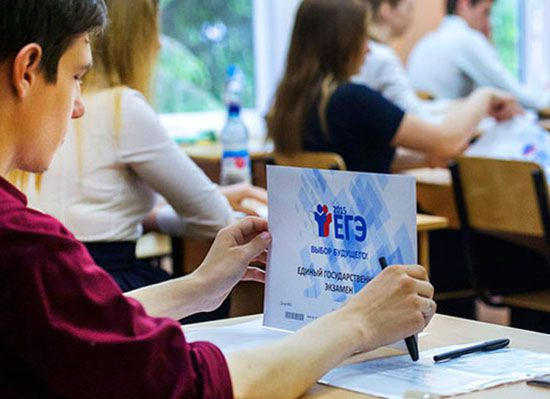 2015
ЕГЭ
ВЫБОР БУДУЩЕГО!
ЕДИНЫЙ ГОСУДАРСТВЕННЫЙ
ЭКЗАМЕН